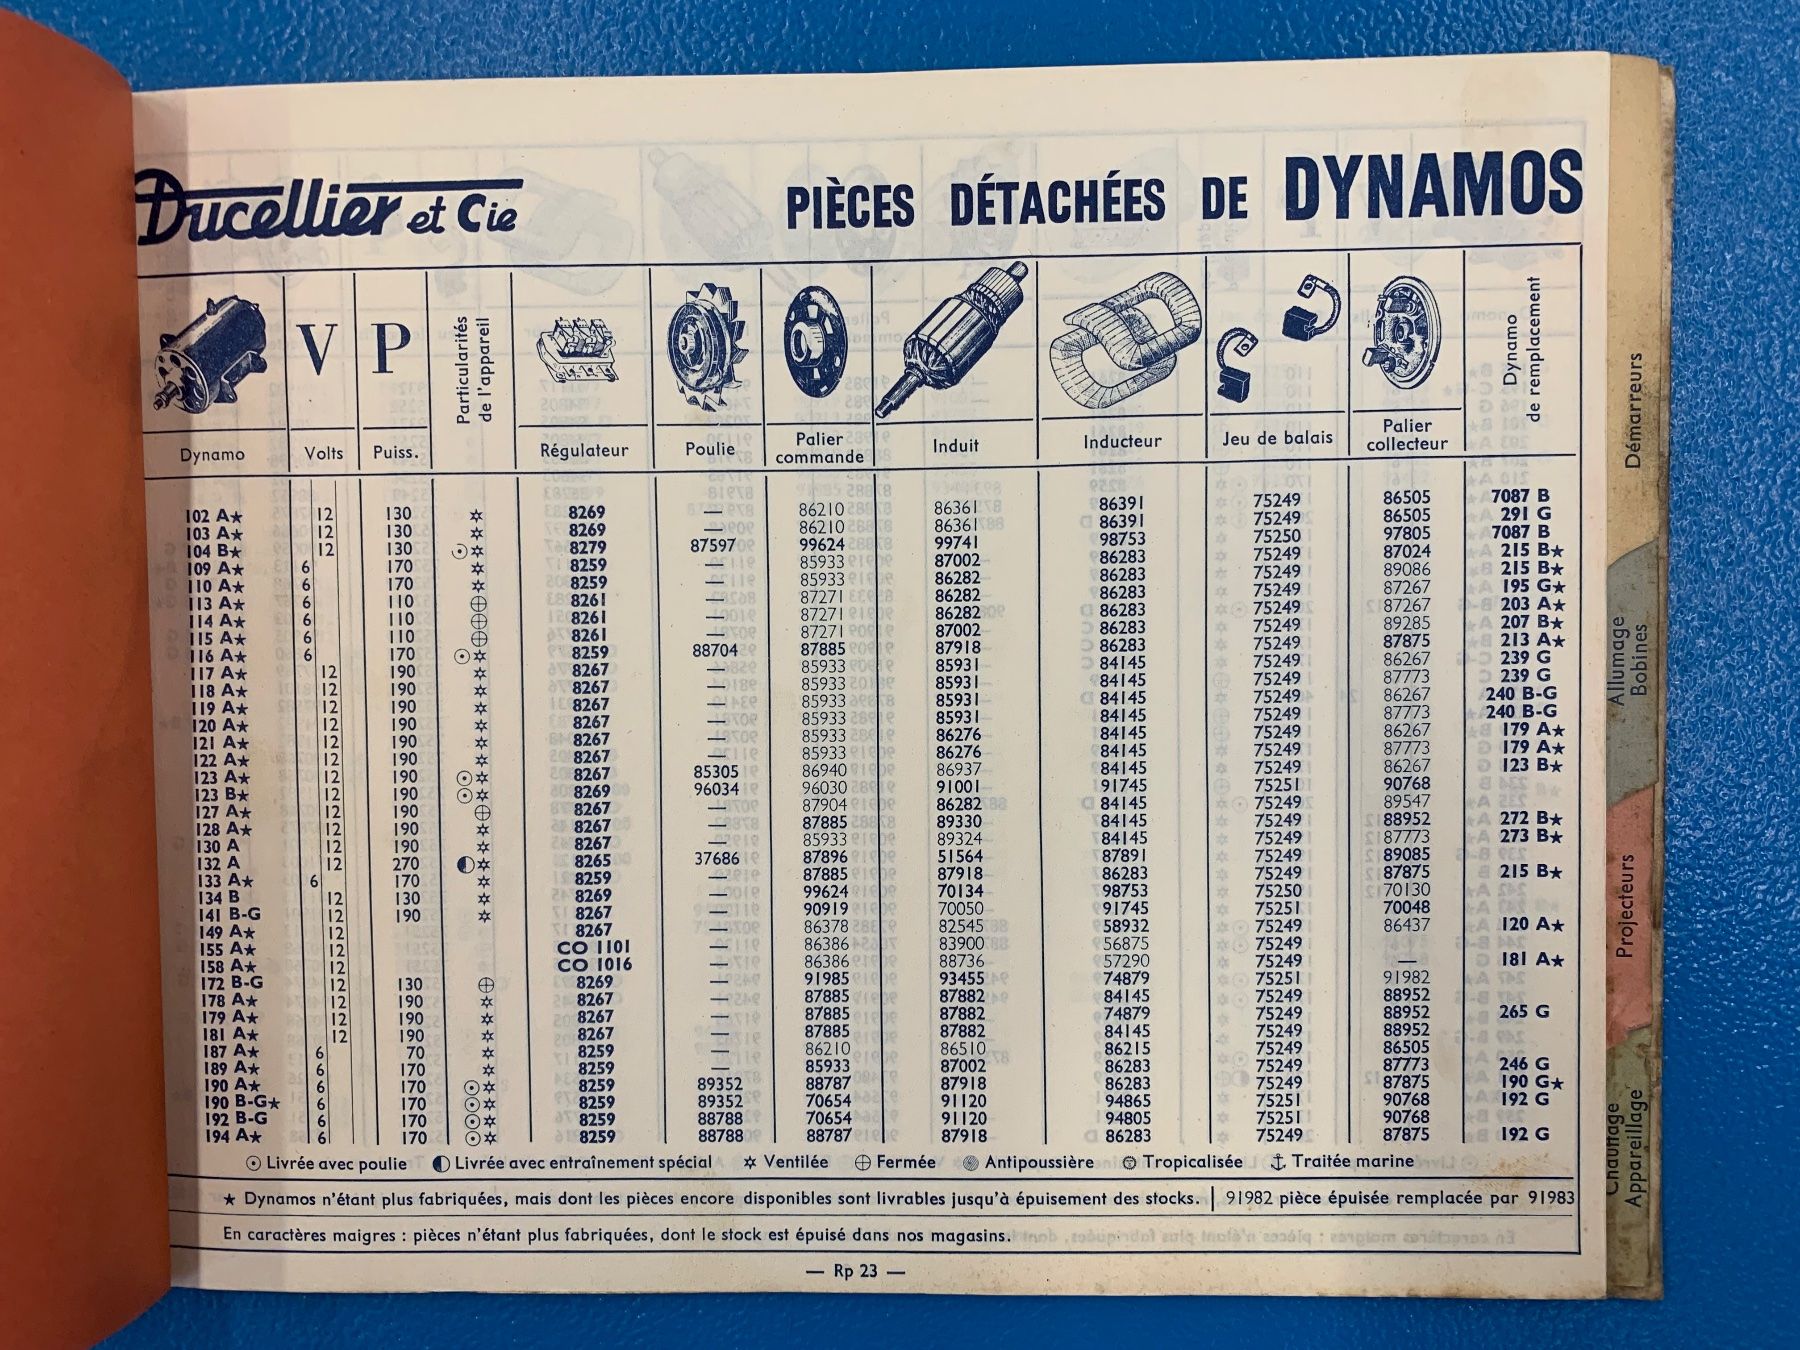 Ducellier et Cie PIÈCES DÉTACHÉES DE DYNAMOS
V P
Particularités de l'appareil
Dynamo de remplacement
Dynamo Volts Puiss. Régulateur Poulie Palier commande Induit Inducteur Jeu de balais Palier collecteur
102 A★ 12 130 ✡ 8269 — 86210 86361 86391 75249 86505 7087 B
103 A★ 12 130 ✡ 8269 — 86210 86361 86391 75249 86505 291 G
104 B★ 12 130 ⊙✡ 8279 87597 99624 99741 98753 75250 97805 7087 B
109 A★ 6 170 ✡ 8259 — 85933 87002 86283 75249 87024 215 B★
110 A★ 6 170 ✡ 8259 — 85933 86282 86283 75249 89086 215 B★
113 A★ 6 110 ⊕ 8261 — 87271 86282 86283 75249 87267 195 G★
114 A★ 6 110 ⊕ 8261 — 87271 86282 86283 75249 87267 203 A★
115 A★ 6 110 ⊕ 8261 — 87271 87002 86283 75249 89285 207 B★
116 A★ 6 170 ⊙✡ 8259 88704 87885 87918 86283 75249 87875 213 A★
117 A★ 12 190 ✡ 8267 — 85933 85931 84145 75249 86267 239 G
118 A★ 12 190 ✡ 8267 — 85933 85931 84145 75249 87773 239 G
119 A★ 12 190 ✡ 8267 — 85933 85931 84145 75249 86267 240 B-G
120 A★ 12 190 ✡ 8267 — 85933 85931 84145 75249 87773 240 B-G
121 A★ 12 190 ✡ 8267 — 85933 86276 84145 75249 86267 179 A★
122 A★ 12 190 ✡ 8267 — 85933 86276 84145 75249 87773 179 A★
123 A★ 12 190 ⊙✡ 8267 85305 86940 86937 84145 75249 86267 123 B★
123 B★ 12 190 ⊙✡ 8269 96034 96030 91001 91745 75251 90768
127 A★ 12 190 ⊕ 8267 — 87904 86282 84145 75249 89547
128 A★ 12 190 ✡ 8267 — 87885 89330 84145 75249 88952 272 B★
130 A 12 190 ✡ 8267 — 85933 89324 84145 75249 87773 273 B★
132 A 12 270 ◐✡ 8265 37686 87896 51564 87891 75249 89085
133 A★ 6 170 ✡ 8259 — 87885 87918 86283 75249 87875 215 B★
134 B 12 130 ✡ 8269 — 99624 70134 98753 75250 70130
141 B-G 12 190 ✡ 8267 — 90919 70050 91745 75251 70048
149 A★ 12 8267 — 86378 82545 58932 75249 86437 120 A★
155 A★ 12 CO 1101 — 86386 83900 56875 75249
158 A★ 12 CO 1016 — 86386 88736 57290 75249 — 181 A★
172 B-G 12 130 ⊕ 8269 — 91985 93455 74879 75251 91982
178 A★ 12 190 ✡ 8267 — 87885 87882 84145 75249 88952
179 A★ 12 190 ✡ 8267 — 87885 87882 74879 75249 88952 265 G
181 A★ 12 190 ✡ 8267 — 87885 87882 84145 75249 88952
187 A★ 6 70 ✡ 8259 — 86210 86510 86215 75249 86505
189 A★ 6 170 ✡ 8259 — 85933 87002 86283 75249 87773 246 G
190 A★ 6 170 ⊙✡ 8259 89352 88787 87918 86283 75249 87875 190 G★
190 B-G★ 6 170 ⊙✡ 8259 89352 70654 91120 94865 75251 90768 192 G
192 B-G 6 170 ⊙✡ 8259 88788 70654 91120 94805 75251 90768
194 A★ 6 170 ⊙✡ 8259 88788 88787 87918 86283 75249 87875 192 G
⊙ Livrée avec poulie ◐ Livrée avec entraînement spécial ✡ Ventilée ⊕ Fermée Antipoussière Tropicalisée ⚓ Traitée marine
★ Dynamos n'étant plus fabriquées, mais dont les pièces encore disponibles sont livrables jusqu'à épuisement des stocks. | 91982 pièce épuisée remplacée par 91983
En caractères maigres : pièces n'étant plus fabriquées, dont le stock est épuisé dans nos magasins.
— Rp 23 —
Démarreurs
Allumage
Bobines
Projecteurs
Chauffage
Appareillage